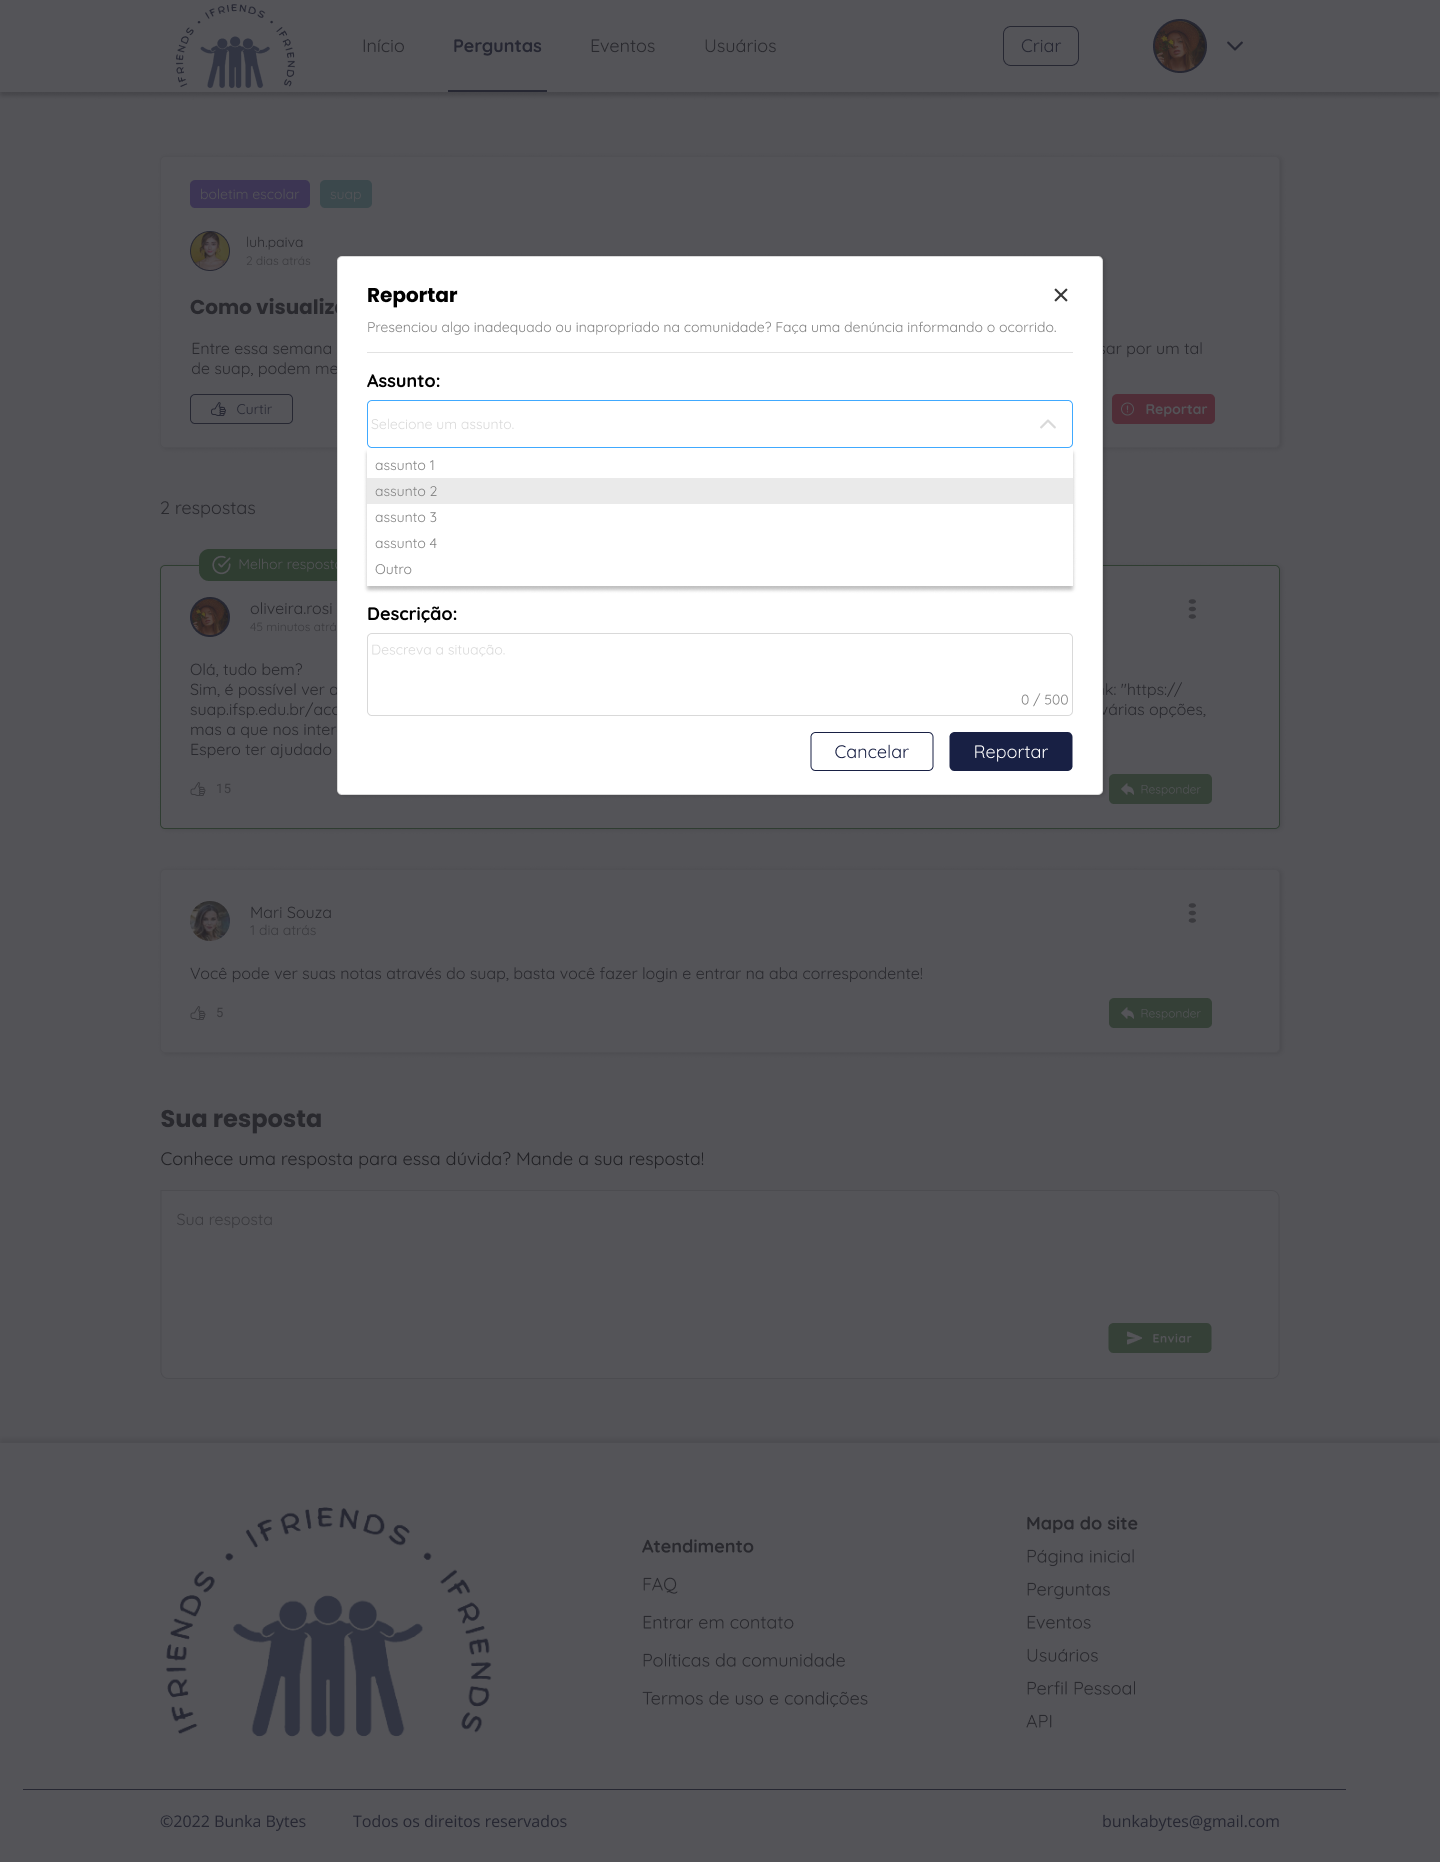 IFRIENDS • IFRIENDS • IFRIENDS
Início
Perguntas
Eventos
Usuários
Criar
boletim escolar
suap
luh.paiva
2 dias atrás
Como visualiz
Entre essa semana
sar por um tal
de suap, podem me
Curtir
Reportar
Reportar
Presenciou algo inadequado ou inapropriado na comunidade? Faça uma denúncia informando o ocorrido.
Assunto:
Selecione um assunto.
assunto 1
assunto 2
assunto 3
assunto 4
Outro
Descrição:
Descreva a situação.
0 / 500
Cancelar
Reportar
2 respostas
Melhor resposta
oliveira.rosi
45 minutos atrá
Olá, tudo bem?
Sim, é possível ver
k: "https://
suap.ifsp.edu.br/acc
várias opções,
mas a que nos inter
Espero ter ajudado
15
Responder
Mari Souza
1 dia atrás
Você pode ver suas notas através do suap, basta você fazer login e entrar na aba correspondente!
5
Responder
Sua resposta
Conhece uma resposta para essa dúvida? Mande a sua resposta!
Sua resposta
Enviar
IFRIENDS • IFRIENDS • IFRIENDS
Atendimento
FAQ
Entrar em contato
Políticas da comunidade
Termos de uso e condições
Mapa do site
Página inicial
Perguntas
Eventos
Usuários
Perfil Pessoal
API
©2022 Bunka Bytes
Todos os direitos reservados
bunkabytes@gmail.com